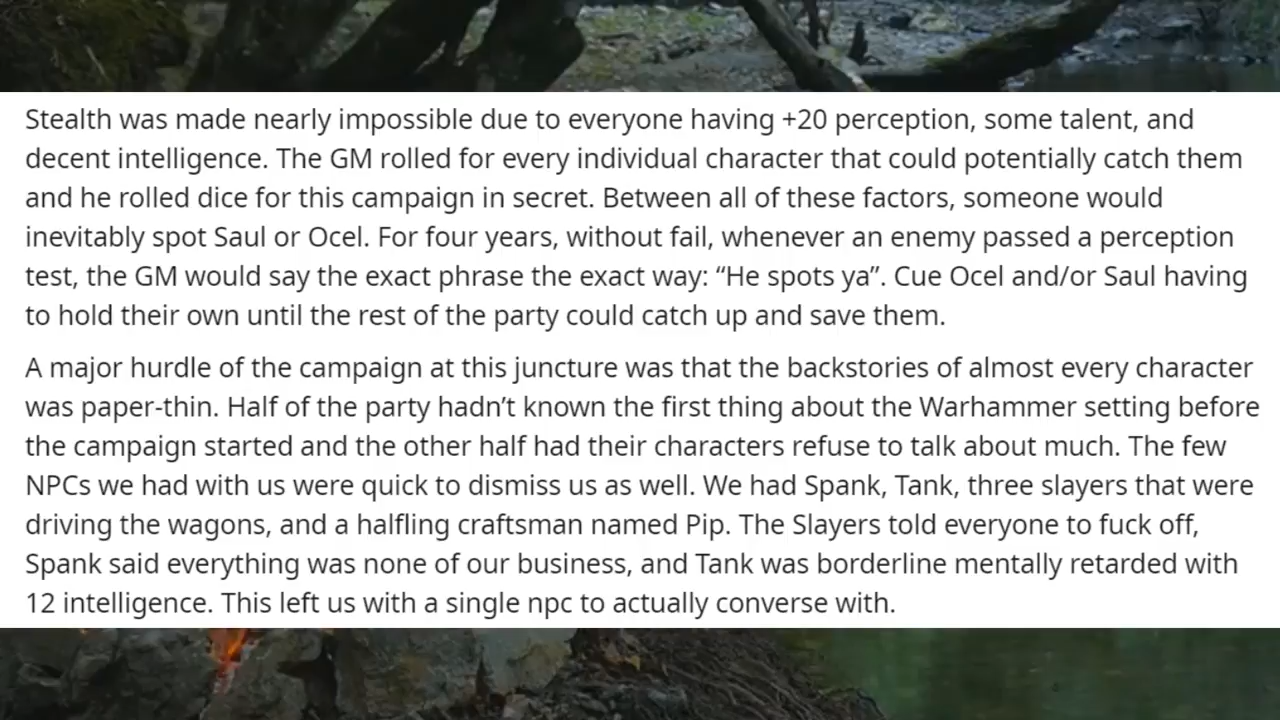 Stealth was made nearly impossible due to everyone having +20 perception, some talent, and
decent intelligence. The GM rolled for every individual character that could potentially catch them
and he rolled dice for this campaign in secret. Between all of these factors, someone would
inevitably spot Saul or Ocel. For four years, without fail, whenever an enemy passed a perception
test, the GM would say the exact phrase the exact way: “He spots ya”. Cue Ocel and/or Saul having
to hold their own until the rest of the party could catch up and save them.
A major hurdle of the campaign at this juncture was that the backstories of almost every character
was paper-thin. Half of the party hadn’t known the first thing about the Warhammer setting before
the campaign started and the other half had their characters refuse to talk about much. The few
NPCs we had with us were quick to dismiss us as well. We had Spank, Tank, three slayers that were
driving the wagons, and a halfling craftsman named Pip. The Slayers told everyone to fuck off,
Spank said everything was none of our business, and Tank was borderline mentally retarded with
12 intelligence. This left us with a single npc to actually converse with.